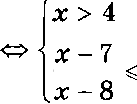 ⇔ { x > 4
x − 7
x − 8 ≤